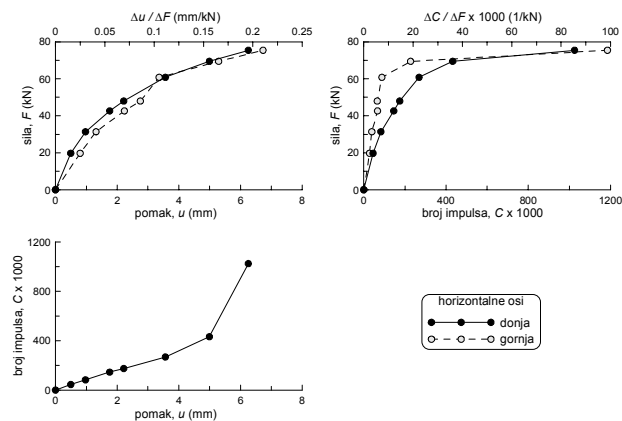 Δu / ΔF (mm/kN)
0 0.05 0.1 0.15 0.2 0.25
80
60
40
20
0
sila, F (kN)
0 2 4 6 8
pomak, u (mm)
ΔC / ΔF x 1000 (1/kN)
0 20 40 60 80 100
80
60
40
20
0
sila, F (kN)
0 400 800 1200
broj impulsa, C x 1000
1200
800
400
0
broj impulsa, C x 1000
0 2 4 6 8
pomak, u (mm)
horizontalne osi
donja
gornja